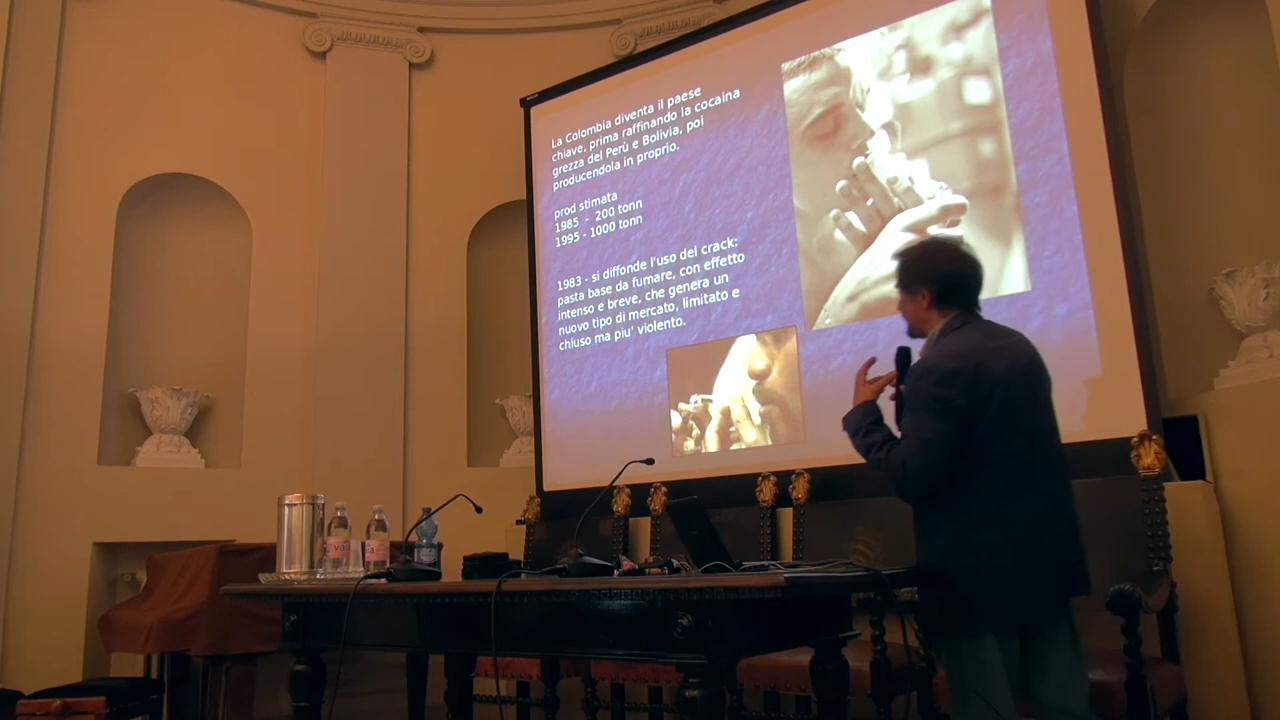 La Colombia diventa il paese
chiave, prima raffinando la cocaina
grezza del Perù e Bolivia, poi
producendola in proprio.
prod stimata
1985 - 200 tonn
1995 - 1000 tonn
1983 - si diffonde l'uso del crack:
pasta base da fumare, con effetto
intenso e breve, che genera un
nuovo tipo di mercato, limitato e
chiuso ma piu' violento.